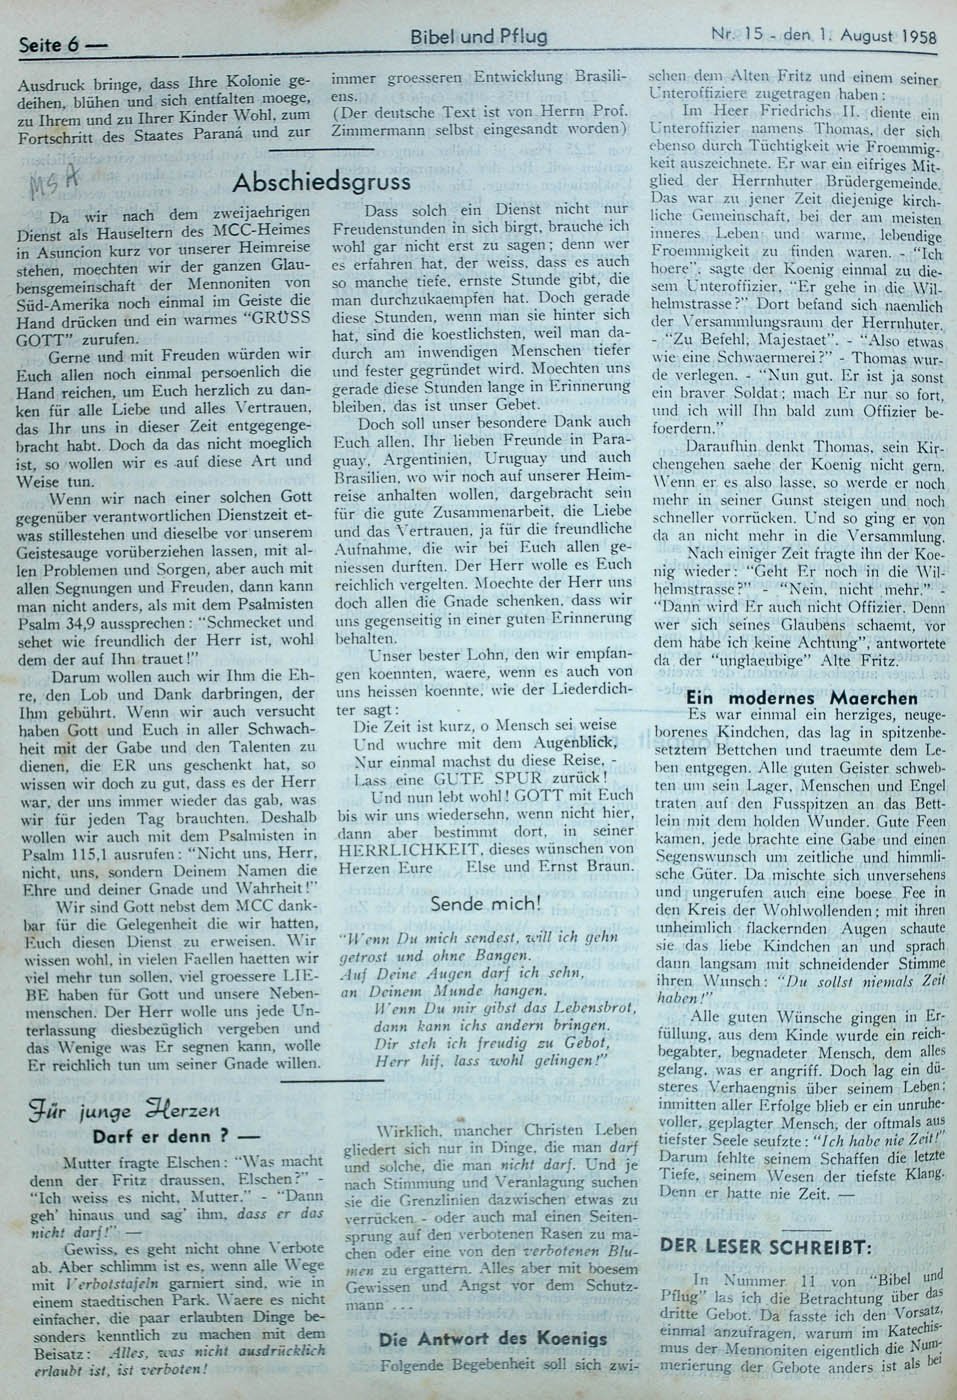 Seite 6 —
Bibel und Pflug
Nr. 15 - den 1. August 1958
Ausdruck bringe, dass Ihre Kolonie ge-
deihen, blühen und sich entfalten moege,
zu Ihrem und zu Ihrer Kinder Wohl, zum
Fortschritt des Staates Paraná und zur
immer groesseren Entwicklung Brasili-
ens.
(Der deutsche Text ist von Herrn Prof.
Zimmermann selbst eingesandt worden)
MSA
Abschiedsgruss
Da wir nach dem zweijaehrigen
Dienst als Hauseltern des MCC-Heimes
in Asuncion kurz vor unserer Heimreise
stehen, moechten wir der ganzen Glau-
bensgemeinschaft der Mennoniten von
Süd-Amerika noch einmal im Geiste die
Hand drücken und ein warmes "GRÜSS
GOTT" zurufen.
Gerne und mit Freuden würden wir
Euch allen noch einmal persoenlich die
Hand reichen, um Euch herzlich zu dan-
ken für alle Liebe und alles Vertrauen,
das Ihr uns in dieser Zeit entgegenge-
bracht habt. Doch da das nicht moeglich
ist, so wollen wir es auf diese Art und
Weise tun.
Wenn wir nach einer solchen Gott
gegenüber verantwortlichen Dienstzeit et-
was stillestehen und dieselbe vor unserem
Geistesauge vorüberziehen lassen, mit al-
len Problemen und Sorgen, aber auch mit
allen Segnungen und Freuden, dann kann
man nicht anders, als mit dem Psalmisten
Psalm 34,9 aussprechen: "Schmecket und
sehet wie freundlich der Herr ist, wohl
dem der auf Ihn trauet!"
Darum wollen auch wir Ihm die Eh-
re, den Lob und Dank darbringen, der
Ihm gebührt. Wenn wir auch versucht
haben Gott und Euch in aller Schwach-
heit mit der Gabe und den Talenten zu
dienen, die ER uns geschenkt hat, so
wissen wir doch zu gut, dass es der Herr
war, der uns immer wieder das gab, was
wir für jeden Tag brauchten. Deshalb
wollen wir auch mit dem Psalmisten in
Psalm 115,1 ausrufen: "Nicht uns, Herr,
nicht, uns, sondern Deinem Namen die
Ehre und deiner Gnade und Wahrheit!"
Wir sind Gott nebst dem MCC dank-
bar für die Gelegenheit die wir hatten,
Euch diesen Dienst zu erweisen. Wir
wissen wohl, in vielen Faellen haetten wir
viel mehr tun sollen, viel groessere LIE-
BE haben für Gott und unsere Neben-
menschen. Der Herr wolle uns jede Un-
terlassung diesbezüglich vergeben und
das Wenige was Er segnen kann, wolle
Er reichlich tun um seiner Gnade willen.
Dass solch ein Dienst nicht nur
Freudenstunden in sich birgt, brauche ich
wohl gar nicht erst zu sagen; denn wer
es erfahren hat, der weiss, dass es auch
so manche tiefe, ernste Stunde gibt, die
man durchzukaempfen hat. Doch gerade
diese Stunden, wenn man sie hinter sich
hat, sind die koestlichsten, weil man da-
durch am inwendigen Menschen tiefer
und fester gegründet wird. Moechten uns
gerade diese Stunden lange in Erinnerung
bleiben, das ist unser Gebet.
Doch soll unser besondere Dank auch
Euch allen, Ihr lieben Freunde in Para-
guay, Argentinien, Uruguay und auch
Brasilien, wo wir noch auf unserer Heim-
reise anhalten wollen, dargebracht sein
für die gute Zusammenarbeit, die Liebe
und das Vertrauen, ja für die freundliche
Aufnahme, die wir bei Euch allen ge-
niessen durften. Der Herr wolle es Euch
reichlich vergelten. Moechte der Herr uns
doch allen die Gnade schenken, dass wir
uns gegenseitig in einer guten Erinnerung
behalten.
Unser bester Lohn, den wir empfan-
gen koennten, waere, wenn es auch von
uns heissen koennte, wie der Liederdich-
ter sagt:
Die Zeit ist kurz, o Mensch sei weise
Und wuchre mit dem Augenblick,
Nur einmal machst du diese Reise, -
Lass eine GUTE SPUR zurück!
Und nun lebt wohl! GOTT mit Euch
bis wir uns wiedersehn, wenn nicht hier,
dann aber bestimmt dort, in seiner
HERRLICHKEIT, dieses wünschen von
Herzen Eure Else und Ernst Braun.
Sende mich!
"Wenn Du mich sendest, will ich gehn
getrost und ohne Bangen.
Auf Deine Augen darf ich sehn,
an Deinem Munde hangen.
Wenn Du mir gibst das Lebensbrot,
dann kann ichs andern bringen.
Dir steh ich freudig zu Gebot,
Herr hif, lass wohl gelingen!"
Für junge Herzen
Darf er denn ? —
Mutter fragte Elschen: "Was macht
denn der Fritz draussen, Elschen?" -
"Ich weiss es nicht, Mutter." - "Dann
geh' hinaus und sag' ihm, dass er das
nicht darf!" —
Gewiss, es geht nicht ohne Verbote
ab. Aber schlimm ist es, wenn alle Wege
mit Verbotstafeln garniert sind, wie in
einem staedtischen Park. Waere es nicht
einfacher, die paar erlaubten Dinge be-
sonders kenntlich zu machen mit dem
Beisatz: Alles, was nicht ausdrücklich
erlaubt ist, ist verboten!
Wirklich, mancher Christen Leben
gliedert sich nur in Dinge, die man darf
und solche, die man nicht darf. Und je
nach Stimmung und Veranlagung suchen
sie die Grenzlinien dazwischen etwas zu
verrücken - oder auch mal einen Seiten-
sprung auf den verbotenen Rasen zu ma-
chen oder eine von den verbotenen Blu-
men zu ergattern. Alles aber mit boesem
Gewissen und Angst vor dem Schutz-
mann ...
Die Antwort des Koenigs
Folgende Begebenheit soll sich zwi-
schen dem Alten Fritz und einem seiner
Unteroffiziere zugetragen haben:
Im Heer Friedrichs II. diente ein
Unteroffizier namens Thomas, der sich
ebenso durch Tüchtigkeit wie Froemmig-
keit auszeichnete. Er war ein eifriges Mit-
glied der Herrnhuter Brüdergemeinde.
Das war zu jener Zeit diejenige kirch-
liche Gemeinschaft, bei der am meisten
inneres Leben und warme, lebendige
Froemmigkeit zu finden waren. - "Ich
hoere", sagte der Koenig einmal zu die-
sem Unteroffizier, "Er gehe in die Wil-
helmstrasse?" Dort befand sich naemlich
der Versammlungsraum der Herrnhuter.
- "Zu Befehl, Majestaet". - "Also etwas
wie eine Schwaermerei?" - Thomas wur-
de verlegen. - "Nun gut. Er ist ja sonst
ein braver Soldat; mach Er nur so fort,
und ich will Ihn bald zum Offizier be-
foerdern."
Daraufhin denkt Thomas, sein Kir-
chengehen saehe der Koenig nicht gern.
Wenn er es also lasse, so werde er noch
mehr in seiner Gunst steigen und noch
schneller vorrücken. Und so ging er von
da an nicht mehr in die Versammlung.
Nach einiger Zeit fragte ihn der Koe-
nig wieder: "Geht Er noch in die Wil-
helmstrasse?" - "Nein, nicht mehr." -
"Dann wird Er auch nicht Offizier. Denn
wer sich seines Glaubens schaemt, vor
dem habe ich keine Achtung", antwortete
da der "unglaeubige" Alte Fritz.
Ein modernes Maerchen
Es war einmal ein herziges, neuge-
borenes Kindchen, das lag in spitzenbe-
setztem Bettchen und traeumte dem Le-
ben entgegen. Alle guten Geister schweb-
ten um sein Lager, Menschen und Engel
traten auf den Fusspitzen an das Bett-
lein mit dem holden Wunder. Gute Feen
kamen, jede brachte eine Gabe und einen
Segenswunsch um zeitliche und himmli-
sche Güter. Da mischte sich unversehens
und ungerufen auch eine boese Fee in
den Kreis der Wohlwollenden; mit ihren
unheimlich flackernden Augen schaute
sie das liebe Kindchen an und sprach
dann langsam mit schneidender Stimme
ihren Wunsch: "Du sollst niemals Zeit
haben!"
Alle guten Wünsche gingen in Er-
füllung, aus dem Kinde wurde ein reich-
begabter, begnadeter Mensch, dem alles
gelang, was er angriff. Doch lag ein dü-
steres Verhaengnis über seinem Leben;
inmitten aller Erfolge blieb er ein unruhe-
voller, geplagter Mensch, der oftmals aus
tiefster Seele seufzte: "Ich habe nie Zeit!"
Darum fehlte seinem Schaffen die letzte
Tiefe, seinem Wesen der tiefste Klang.
Denn er hatte nie Zeit. —
DER LESER SCHREIBT:
In Nummer 11 von "Bibel und
Pflug" las ich die Betrachtung über das
dritte Gebot. Da fasste ich den Vorsatz,
einmal anzufragen, warum im Katechis-
mus der Mennoniten eigentlich die Num-
merierung der Gebote anders ist als bei